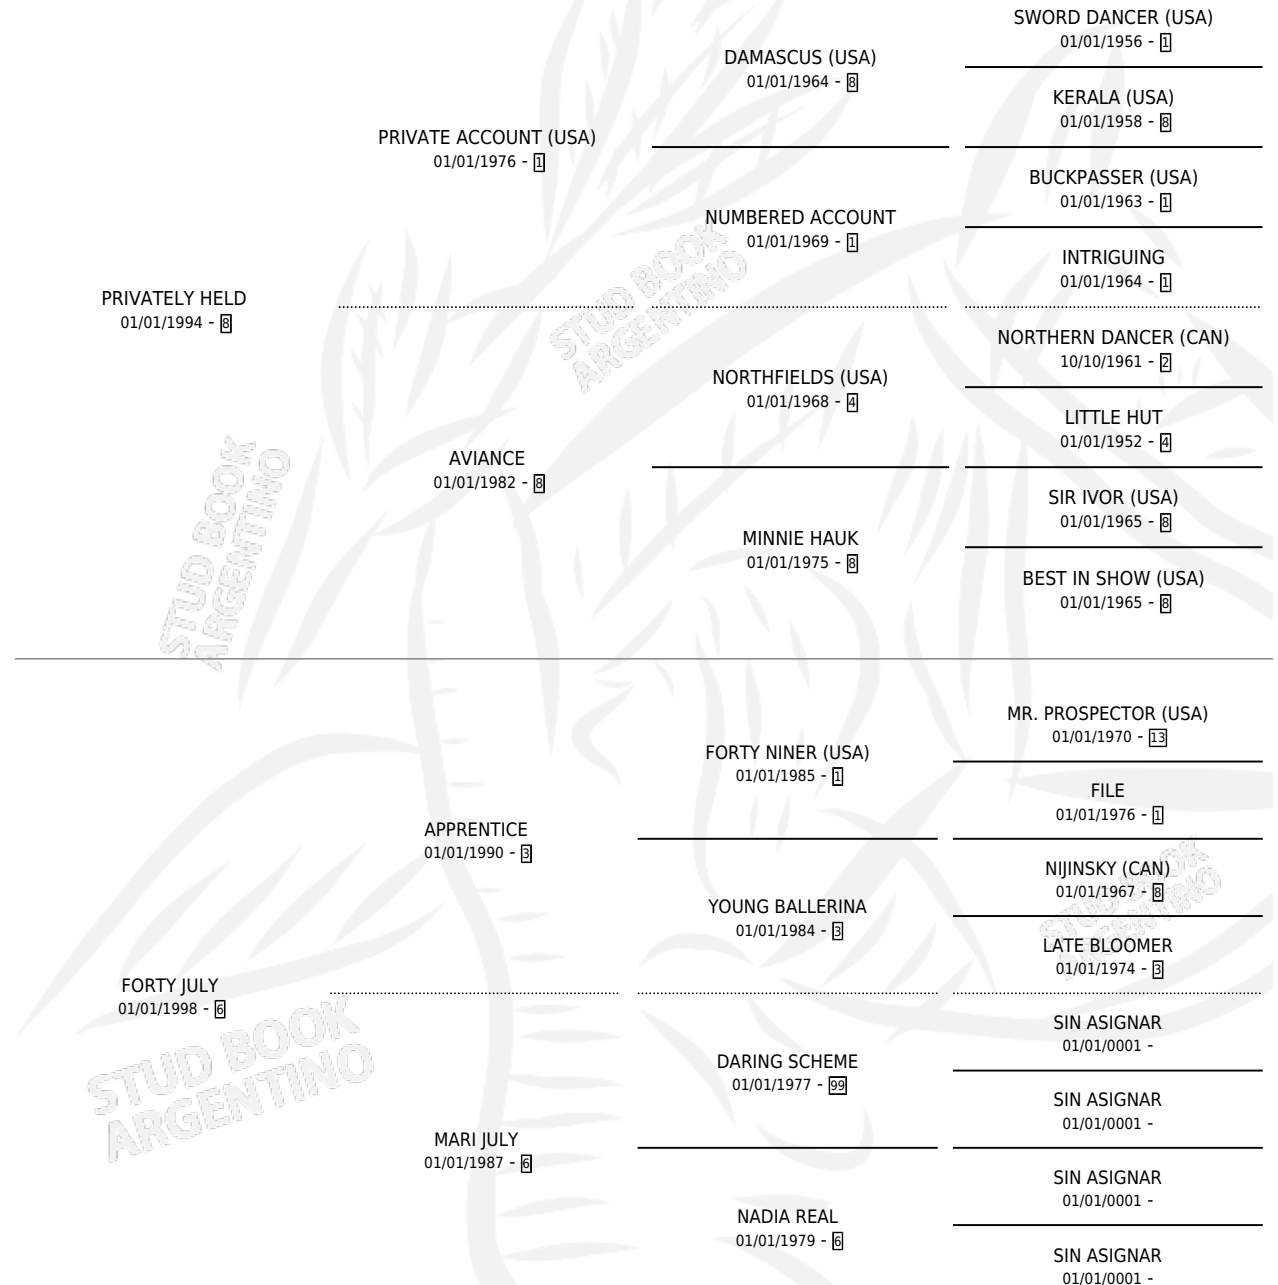 SWORD DANCER (USA)
01/01/1956 - 1
DAMASCUS (USA)
01/01/1964 - 8
KERALA (USA)
01/01/1958 - 8
PRIVATE ACCOUNT (USA)
01/01/1976 - 1
BUCKPASSER (USA)
01/01/1963 - 1
NUMBERED ACCOUNT
01/01/1969 - 1
INTRIGUING
01/01/1964 - 1
PRIVATELY HELD
01/01/1994 - 8
NORTHERN DANCER (CAN)
10/10/1961 - 2
NORTHFIELDS (USA)
01/01/1968 - 4
LITTLE HUT
01/01/1952 - 4
AVIANCE
01/01/1982 - 8
SIR IVOR (USA)
01/01/1965 - 8
MINNIE HAUK
01/01/1975 - 8
BEST IN SHOW (USA)
01/01/1965 - 8
MR. PROSPECTOR (USA)
01/01/1970 - 13
FORTY NINER (USA)
01/01/1985 - 1
FILE
01/01/1976 - 1
APPRENTICE
01/01/1990 - 3
NIJINSKY (CAN)
01/01/1967 - 8
YOUNG BALLERINA
01/01/1984 - 3
LATE BLOOMER
01/01/1974 - 3
FORTY JULY
01/01/1998 - 6
SIN ASIGNAR
01/01/0001 -
DARING SCHEME
01/01/1977 - 99
SIN ASIGNAR
01/01/0001 -
MARI JULY
01/01/1987 - 6
SIN ASIGNAR
01/01/0001 -
NADIA REAL
01/01/1979 - 6
SIN ASIGNAR
01/01/0001 -
STUD BOOK
ARGENTINO
STUD BOOK
ARGENTINO
STUD BOOK
ARGENTINO
STUD BOOK
ARGENTINO